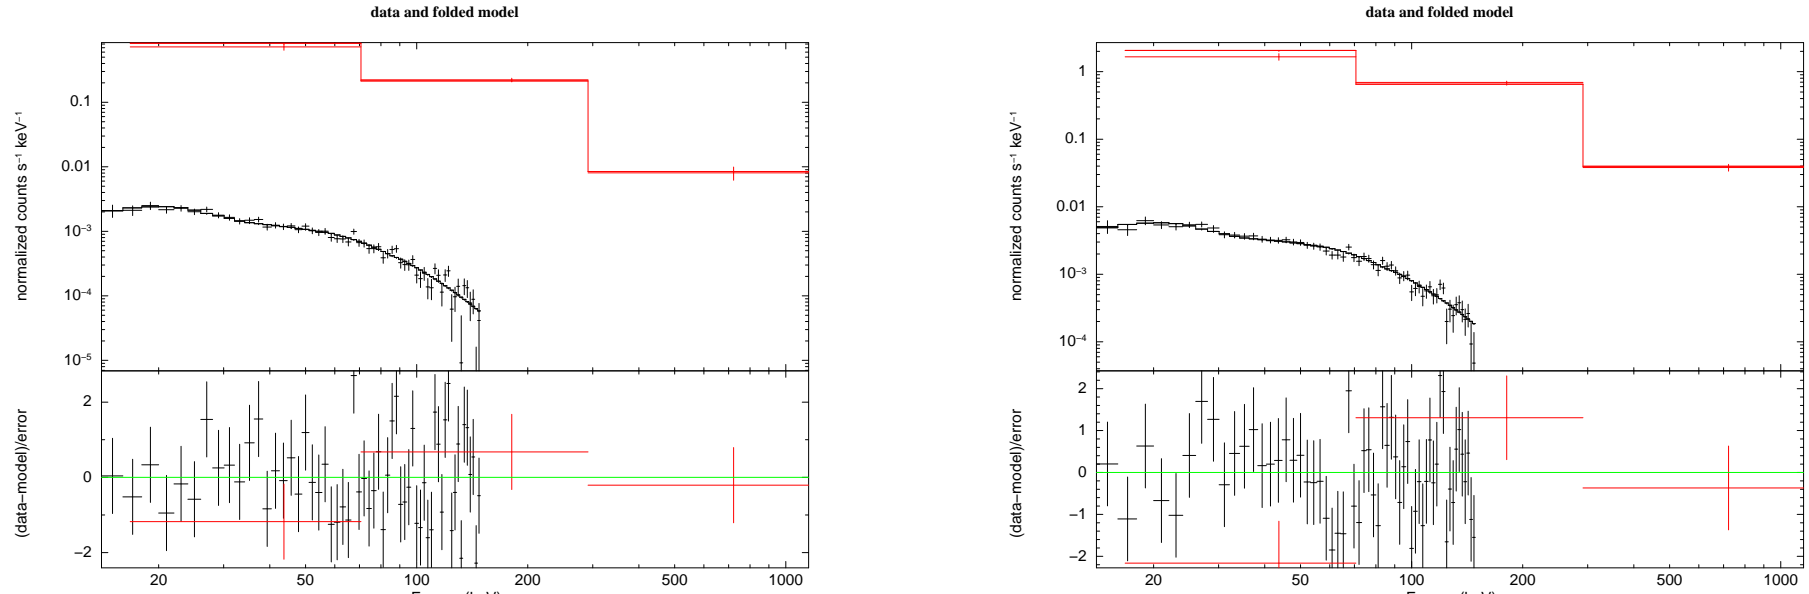 data and folded model
normalized counts s⁻¹ keV⁻¹
0.1
0.01
10⁻³
10⁻⁴
10⁻⁵
(data−model)/error
2
0
−2
20 50 100 200 500 1000
data and folded model
normalized counts s⁻¹ keV⁻¹
1
0.1
0.01
10⁻³
10⁻⁴
(data−model)/error
2
1
0
−1
−2
20 50 100 200 500 1000